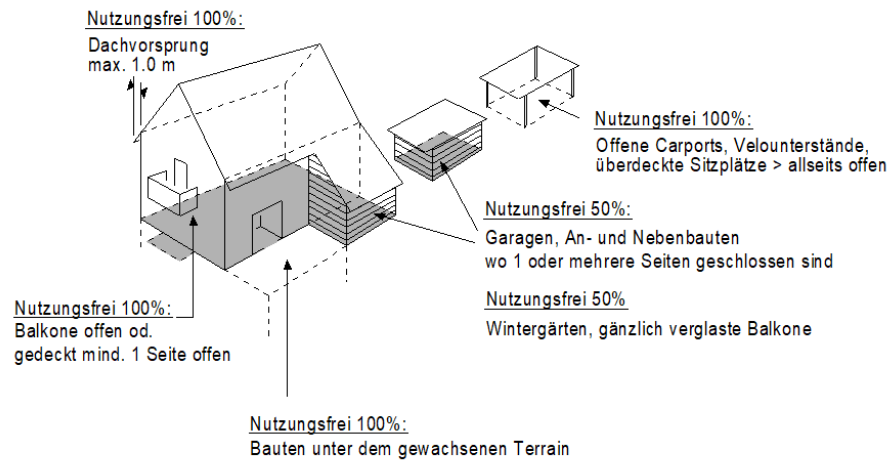 Nutzungsfrei 100%:
Dachvorsprung
max. 1.0 m
Nutzungsfrei 100%:
Offene Carports, Velounterstände,
überdeckte Sitzplätze > allseits offen
Nutzungsfrei 50%:
Garagen, An- und Nebenbauten
wo 1 oder mehrere Seiten geschlossen sind
Nutzungsfrei 50%
Wintergärten, gänzlich verglaste Balkone
Nutzungsfrei 100%:
Balkone offen od.
gedeckt mind. 1 Seite offen
Nutzungsfrei 100%:
Bauten unter dem gewachsenen Terrain